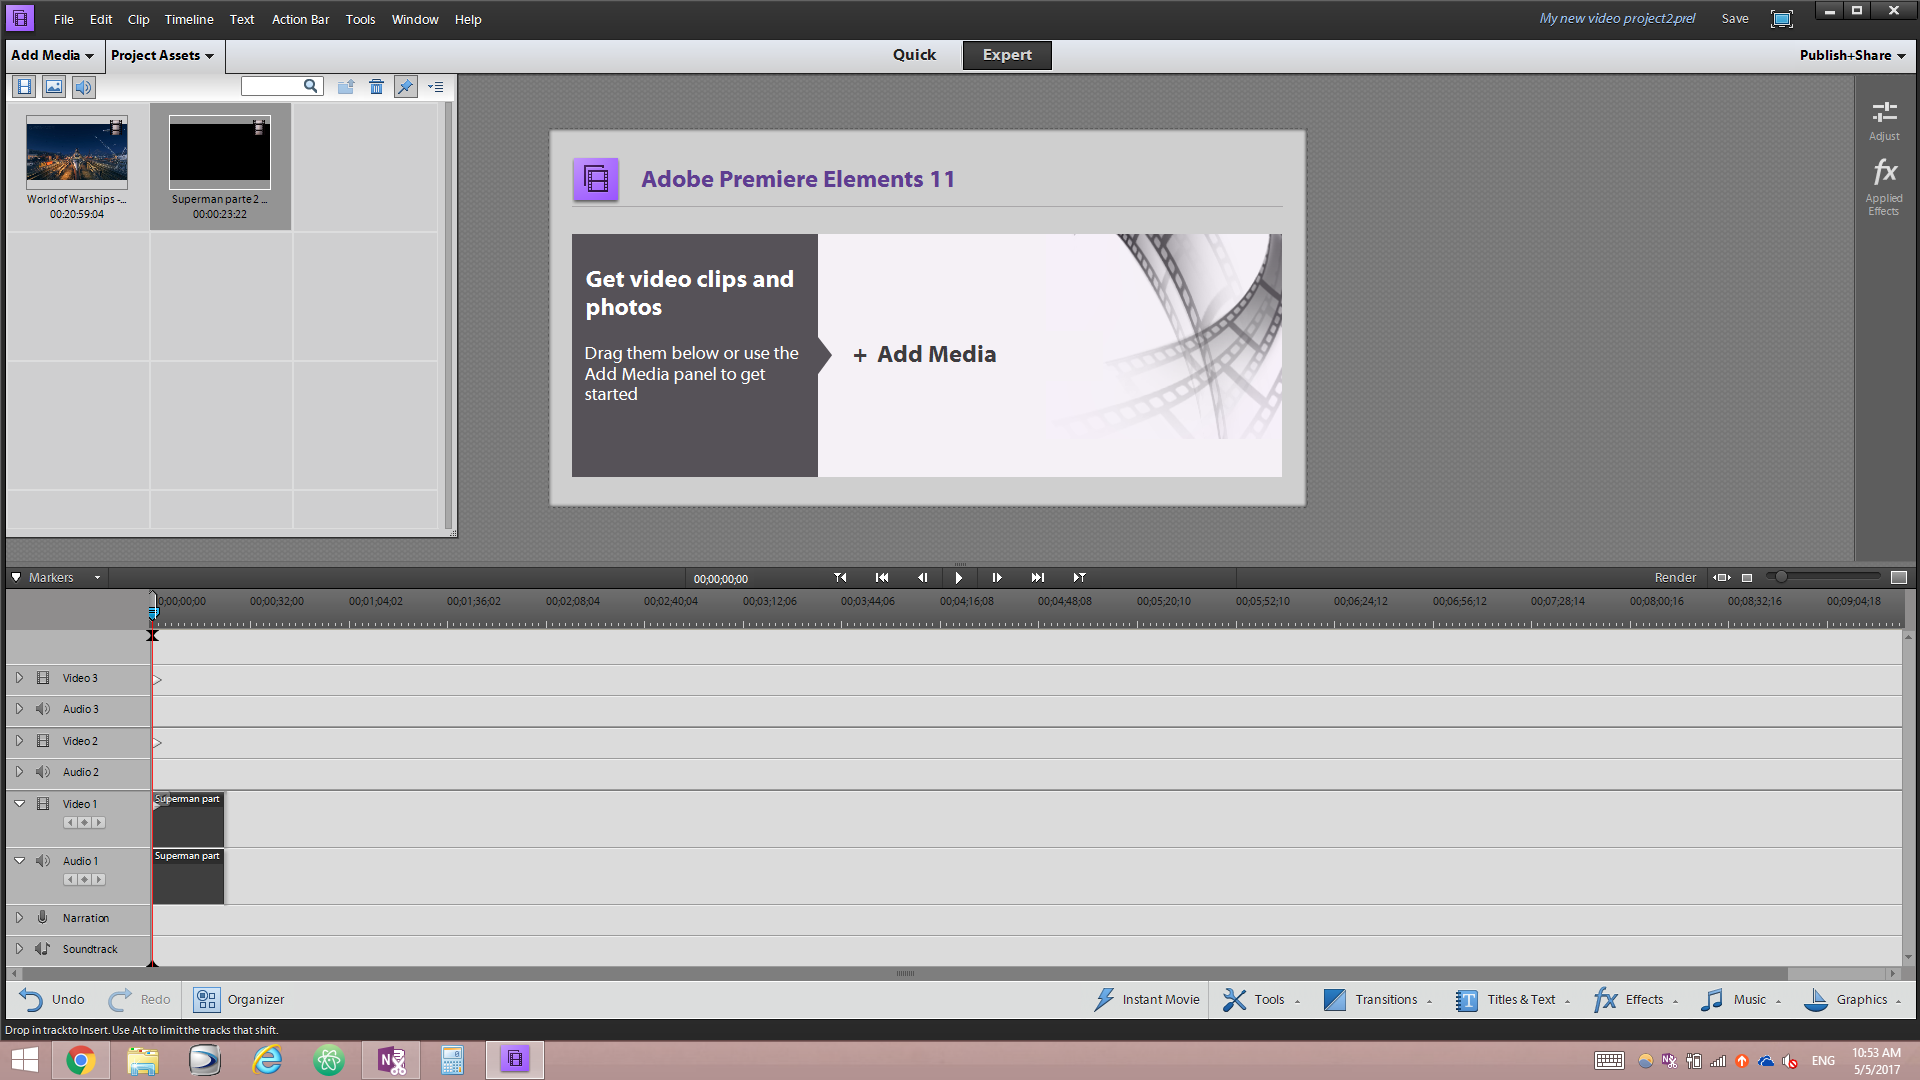 File Edit Clip Timeline Text Action Bar Tools Window Help
My new video project2.prel Save
Add Media Project Assets
Quick Expert
Publish+Share
World of Warships -...
00:20:59:04
Superman parte 2 ...
00:00:23:22
Adjust
fx
Applied
Effects
Adobe Premiere Elements 11
Get video clips and
photos
Drag them below or use the
Add Media panel to get
started
+ Add Media
Markers
00;00;00;00
Render
00;00;32;00 00;01;04;02 00;01;36;02 00;02;08;04 00;02;40;04 00;03;12;06 00;03;44;06 00;04;16;08 00;04;48;08 00;05;20;10 00;05;52;10 00;06;24;12 00;06;56;12 00;07;28;14 00;08;00;16 00;08;32;16 00;09;04;18
Video 3
Audio 3
Video 2
Audio 2
Video 1
Superman part
Audio 1
Superman part
Narration
Soundtrack
Undo Redo Organizer
Instant Movie Tools Transitions Titles & Text fx Effects Music Graphics
Drop in track to Insert. Use Alt to limit the tracks that shift.
ENG
10:53 AM
5/5/2017